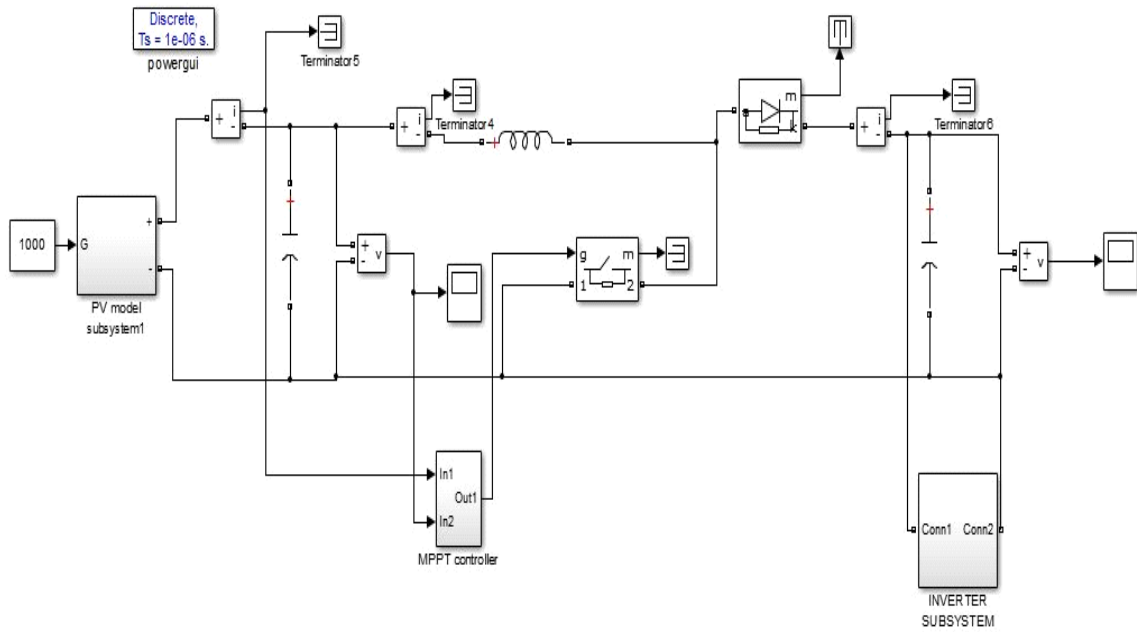 Discrete,
Ts = 1e-06 s.
powergui
Terminator5
i
+
-
i
+
-
Terminator4
m
k
i
+
-
Terminator6
1000
G
+
-
PV model
subsystem1
+
-
v
g
m
1
2
+
-
v
In1
Out1
In2
MPPT controller
Conn1
Conn2
INVERTER
SUBSYSTEM